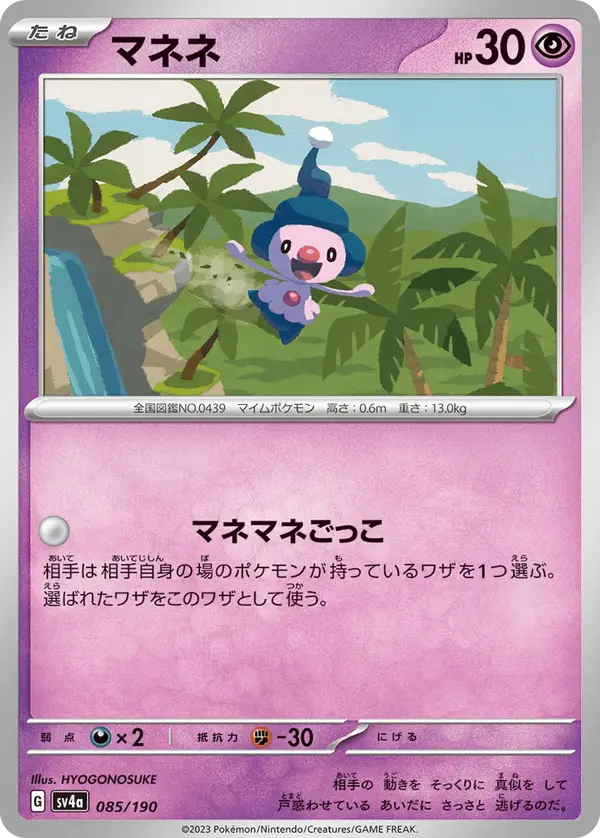 たね
マネネ
HP30
全国図鑑NO.0439 マイムポケモン 高さ:0.6m 重さ:13.0kg
マネマネごっこ
相手は相手自身の場のポケモンが持っているワザを1つ選ぶ。
選ばれたワザをこのワザとして使う。
弱点 ×2 抵抗力 -30 にげる
Illus. HYOGONOSUKE
G sv4a 085/190
相手の 動きを そっくりに 真似を して
戸惑わせている あいだに さっさと 逃げるのだ。
©2023 Pokémon/Nintendo/Creatures/GAME FREAK.